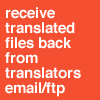 receive
translated
files back
from
translators
email/ftp